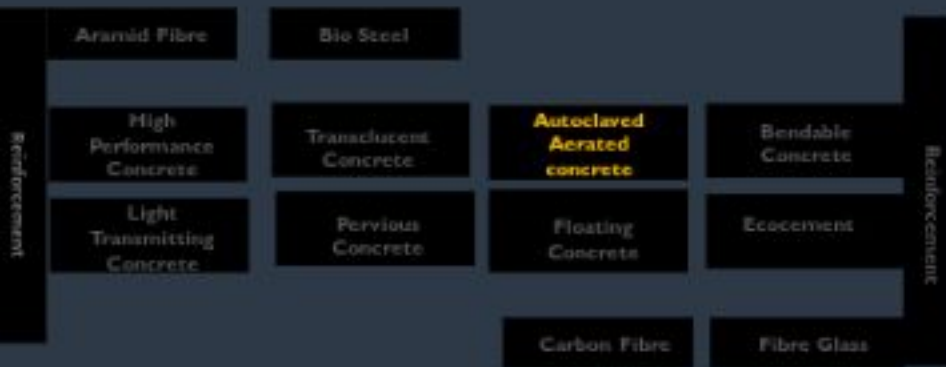 Aramid Fibre
Bio Steel
Reinforcement
High
Performance
Concrete
Translucent
Concrete
Autoclaved
Aerated
concrete
Bendable
Concrete
Reinforcement
Light
Transmitting
Concrete
Pervious
Concrete
Floating
Concrete
Ecocement
Carbon Fibre
Fibre Glass